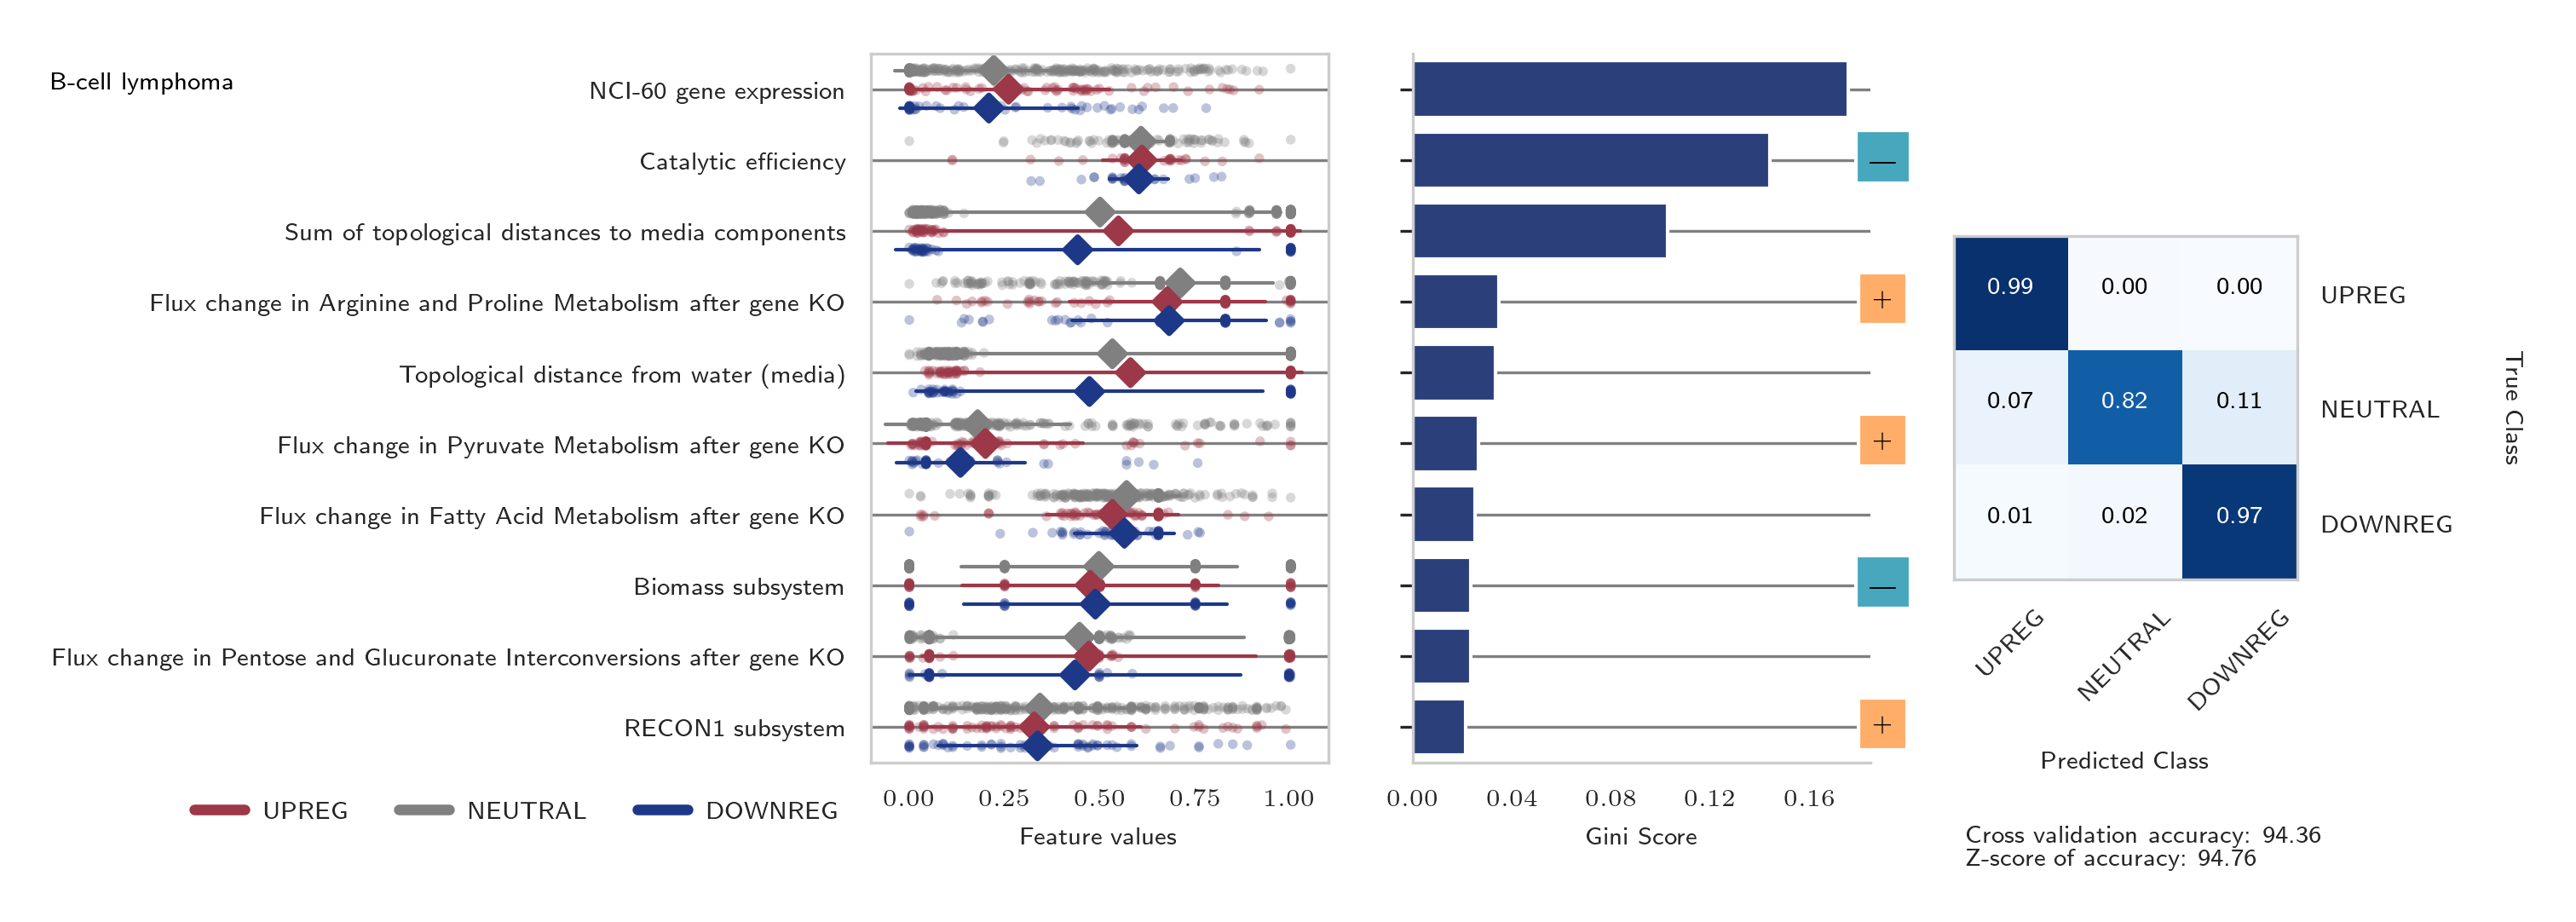 B-cell lymphoma
NCI-60 gene expression
Catalytic efficiency
Sum of topological distances to media components
Flux change in Arginine and Proline Metabolism after gene KO
Topological distance from water (media)
Flux change in Pyruvate Metabolism after gene KO
Flux change in Fatty Acid Metabolism after gene KO
Biomass subsystem
Flux change in Pentose and Glucuronate Interconversions after gene KO
RECON1 subsystem
UPREG NEUTRAL DOWNREG
0.00 0.25 0.50 0.75 1.00
Feature values
—
+
+
—
+
0.00 0.04 0.08 0.12 0.16
Gini Score
0.99 0.00 0.00 UPREG
0.07 0.82 0.11 NEUTRAL
0.01 0.02 0.97 DOWNREG
True Class
UPREG NEUTRAL DOWNREG
Predicted Class
Cross validation accuracy: 94.36
Z-score of accuracy: 94.76